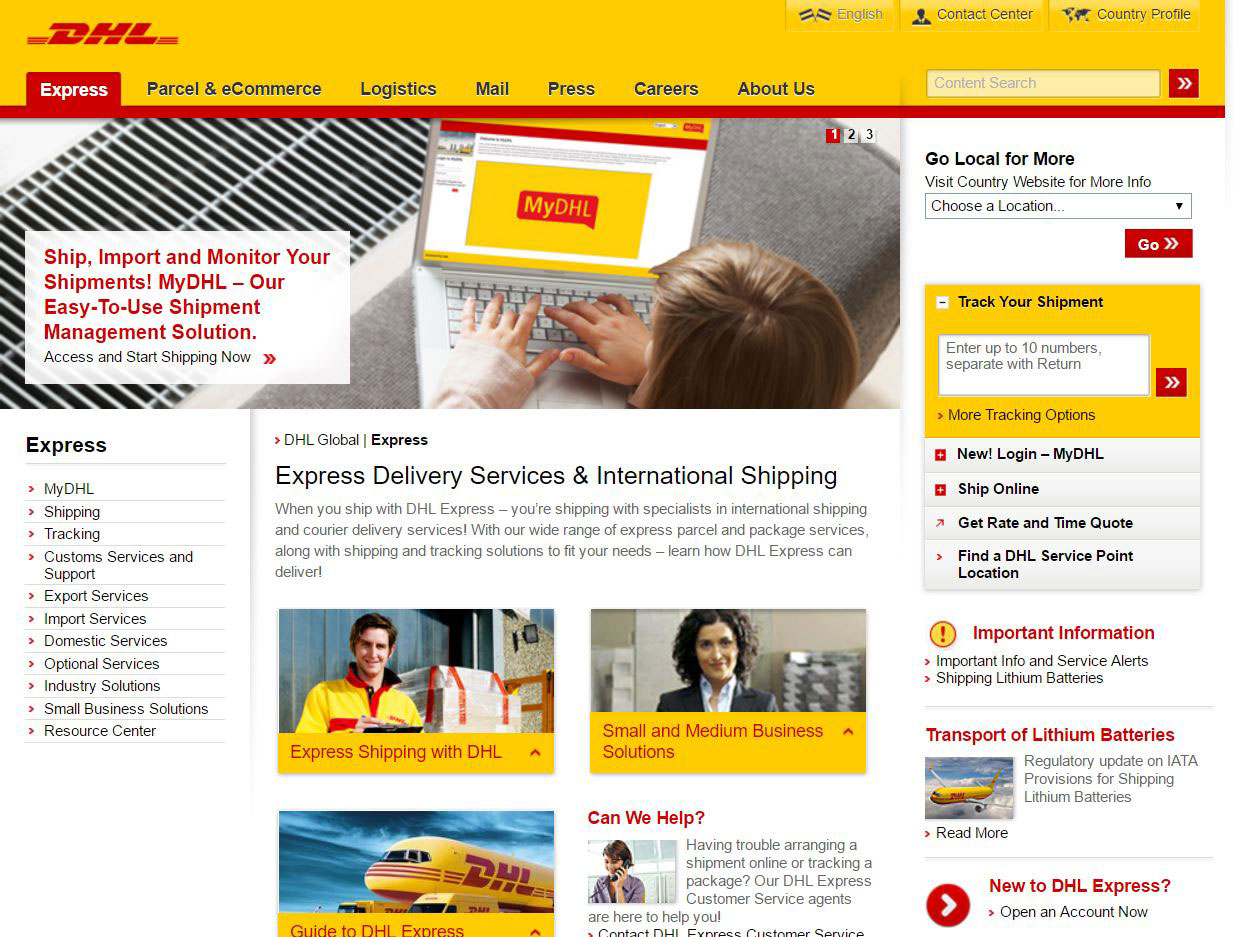 DHL
English
Contact Center
Country Profile
Express
Parcel & eCommerce
Logistics
Mail
Press
Careers
About Us
Content Search
1 2 3
MyDHL
Ship, Import and Monitor Your
Shipments! MyDHL – Our
Easy-To-Use Shipment
Management Solution.
Access and Start Shipping Now
Go Local for More
Visit Country Website for More Info
Choose a Location...
Go
Track Your Shipment
Enter up to 10 numbers,
separate with Return
More Tracking Options
New! Login – MyDHL
Ship Online
Get Rate and Time Quote
Find a DHL Service Point
Location
Express
MyDHL
Shipping
Tracking
Customs Services and
Support
Export Services
Import Services
Domestic Services
Optional Services
Industry Solutions
Small Business Solutions
Resource Center
DHL Global | Express
Express Delivery Services & International Shipping
When you ship with DHL Express – you’re shipping with specialists in international shipping
and courier delivery services! With our wide range of express parcel and package services,
along with shipping and tracking solutions to fit your needs – learn how DHL Express can
deliver!
Express Shipping with DHL
Small and Medium Business
Solutions
DHL
Guide to DHL Express
Can We Help?
Having trouble arranging a
shipment online or tracking a
package? Our DHL Express
Customer Service agents
are here to help you!
Contact DHL Express Customer Service
Important Information
Important Info and Service Alerts
Shipping Lithium Batteries
Transport of Lithium Batteries
DHL
Regulatory update on IATA
Provisions for Shipping
Lithium Batteries
Read More
New to DHL Express?
Open an Account Now